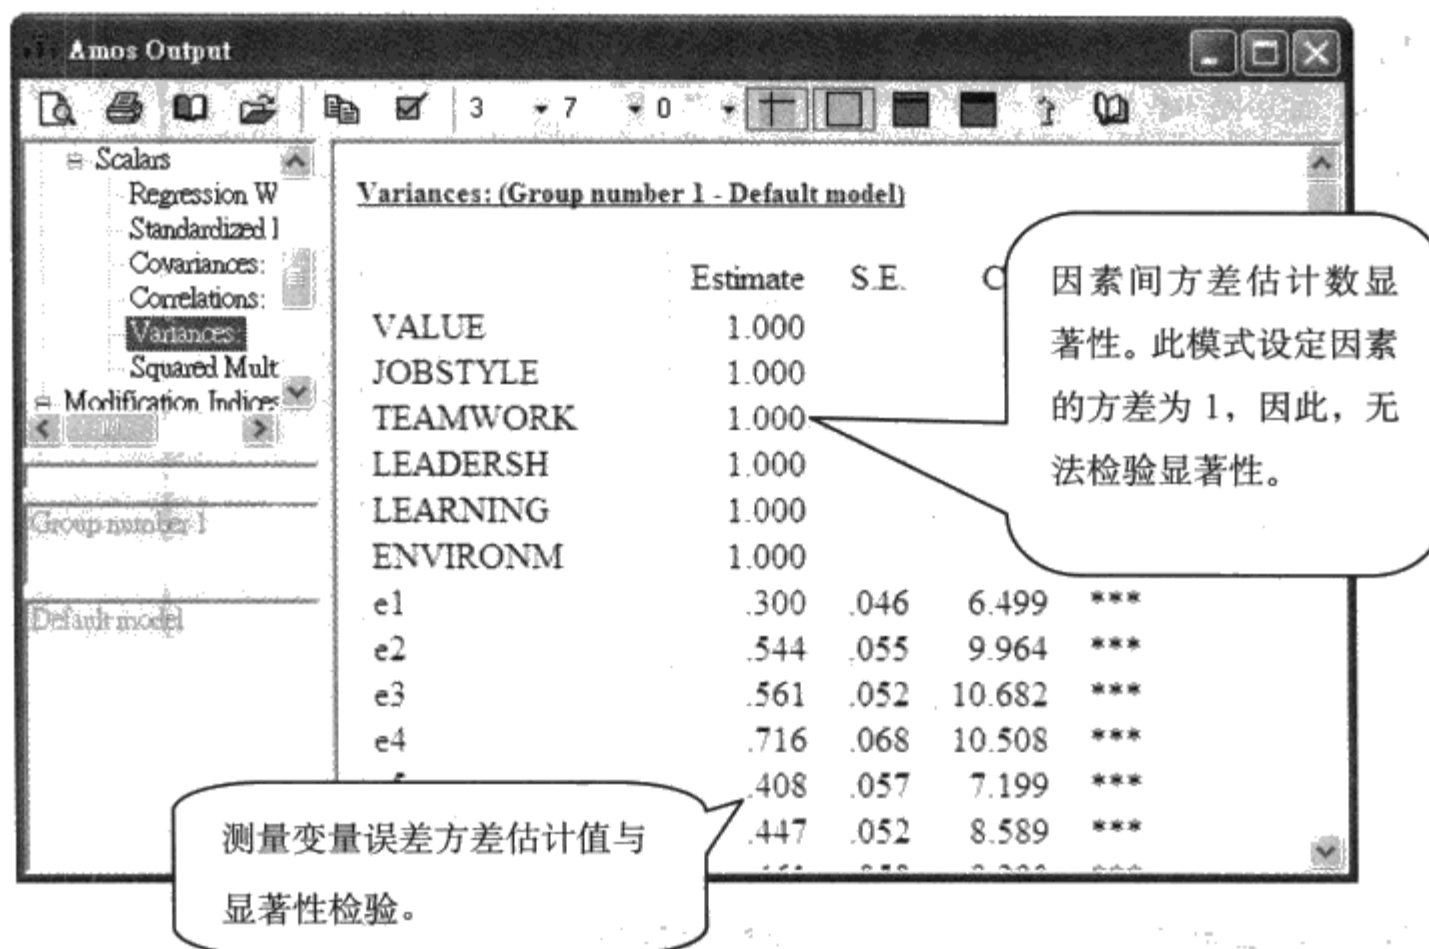 Amos Output
3 7 0
Scalars
Regression W
Standardized l
Covariances:
Correlations:
Variances:
Squared Mult
Modification Indices
Group number 1
Default model
Variances: (Group number 1 - Default model)
Estimate S.E. C
VALUE 1.000
JOBSTYLE 1.000
TEAMWORK 1.000
LEADERSH 1.000
LEARNING 1.000
ENVIRONM 1.000
e1 .300 .046 6.499 ***
e2 .544 .055 9.964 ***
e3 .561 .052 10.682 ***
e4 .716 .068 10.508 ***
.408 .057 7.199 ***
.447 .052 8.589 ***
因素间方差估计数显
著性。此模式设定因素
的方差为 1，因此，无
法检验显著性。
测量变量误差方差估计值与
显著性检验。